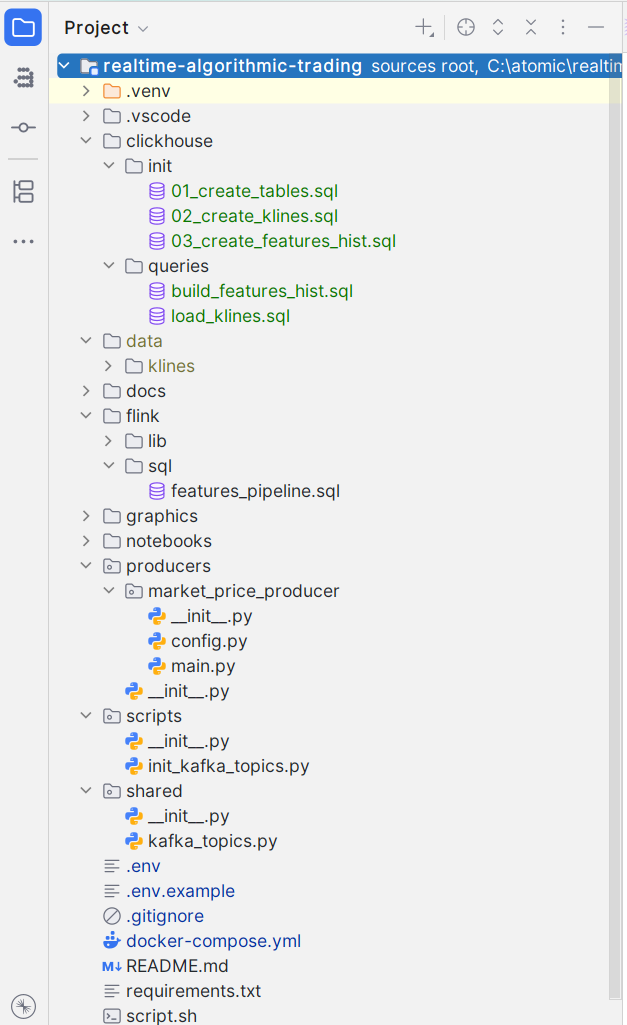 Project
realtime-algorithmic-trading sources root, C:\atomic\realtim
.venv
.vscode
clickhouse
init
01_create_tables.sql
02_create_klines.sql
03_create_features_hist.sql
queries
build_features_hist.sql
load_klines.sql
data
klines
docs
flink
lib
sql
features_pipeline.sql
graphics
notebooks
producers
market_price_producer
__init__.py
config.py
main.py
__init__.py
scripts
__init__.py
init_kafka_topics.py
shared
__init__.py
kafka_topics.py
.env
.env.example
.gitignore
docker-compose.yml
M↓ README.md
requirements.txt
script.sh